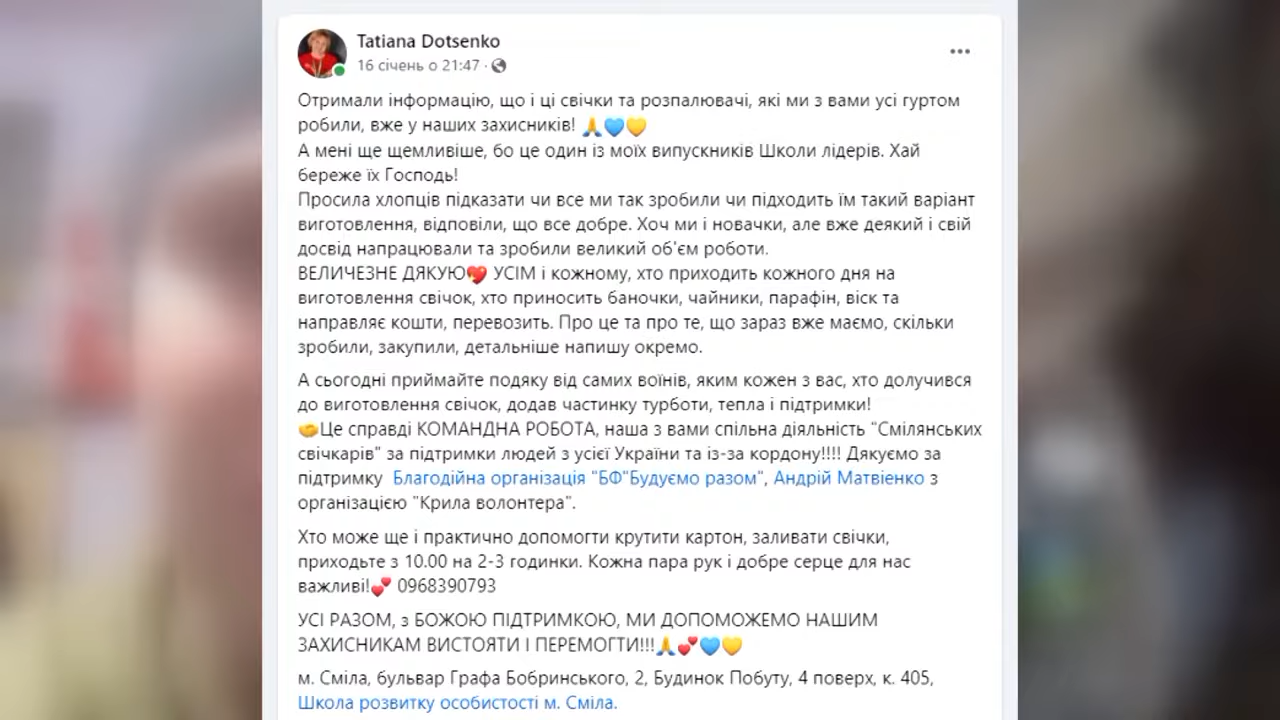 Tatiana Dotsenko
16 січень о 21:47 ·
Отримали інформацію, що і ці свічки та розпалювачі, які ми з вами усі гуртом
робили, вже у наших захисників! 🙏💙💛
А мені ще щемливіше, бо це один із моїх випускників Школи лідерів. Хай
береже їх Господь!
Просила хлопців підказати чи все ми так зробили чи підходить їм такий варіант
виготовлення, відповіли, що все добре. Хоч ми і новачки, але вже деякий і свій
досвід напрацювали та зробили великий об'єм роботи.
ВЕЛИЧЕЗНЕ ДЯКУЮ💖 УСІМ і кожному, хто приходить кожного дня на
виготовлення свічок, хто приносить баночки, чайники, парафін, віск та
направляє кошти, перевозить. Про це та про те, що зараз вже маємо, скільки
зробили, закупили, детальніше напишу окремо.
А сьогодні приймайте подяку від самих воїнів, яким кожен з вас, хто долучився
до виготовлення свічок, додав частинку турботи, тепла і підтримки!
🤝Це справді КОМАНДНА РОБОТА, наша з вами спільна діяльність "Смілянських
свічкарів" за підтримки людей з усієї України та із-за кордону!!!! Дякуємо за
підтримку Благодійна організація "БФ"Будуємо разом", Андрій Матвієнко з
організацією "Крила волонтера".
Хто може ще і практично допомогти крутити картон, заливати свічки,
приходьте з 10.00 на 2-3 годинки. Кожна пара рук і добре серце для нас
важливі!💕 0968390793
УСІ РАЗОМ, з БОЖОЮ ПІДТРИМКОЮ, МИ ДОПОМОЖЕМО НАШИМ
ЗАХИСНИКАМ ВИСТОЯТИ І ПЕРЕМОГТИ!!!🙏💕💙💛
м. Сміла, бульвар Графа Бобринського, 2, Будинок Побуту, 4 поверх, к. 405,
Школа розвитку особистості м. Сміла.